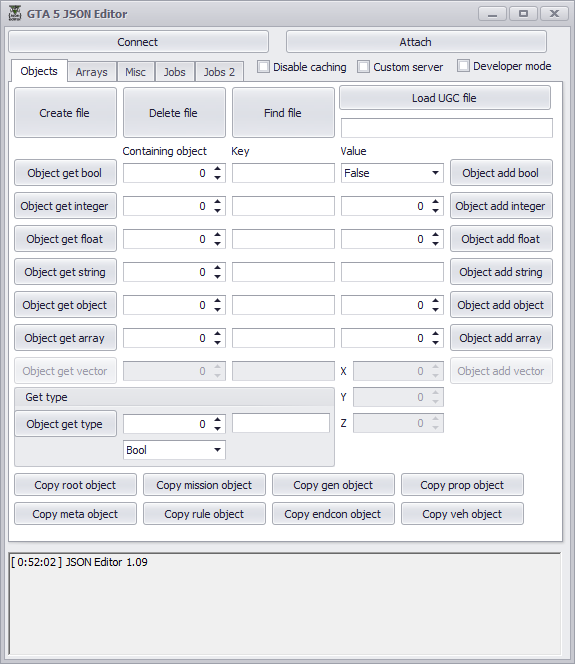 GTA 5 JSON Editor
Connect Attach
Objects Arrays Misc Jobs Jobs 2 Disable caching Custom server Developer mode
Create file Delete file Find file Load UGC file
Containing object Key Value
Object get bool 0 False Object add bool
Object get integer 0 0 Object add integer
Object get float 0 0 Object add float
Object get string 0 Object add string
Object get object 0 0 Object add object
Object get array 0 0 Object add array
Object get vector 0 X 0 Object add vector
Get type Y 0
Object get type 0 Z 0
Bool
Copy root object Copy mission object Copy gen object Copy prop object
Copy meta object Copy rule object Copy endcon object Copy veh object
[ 0:52:02 ] JSON Editor 1.09